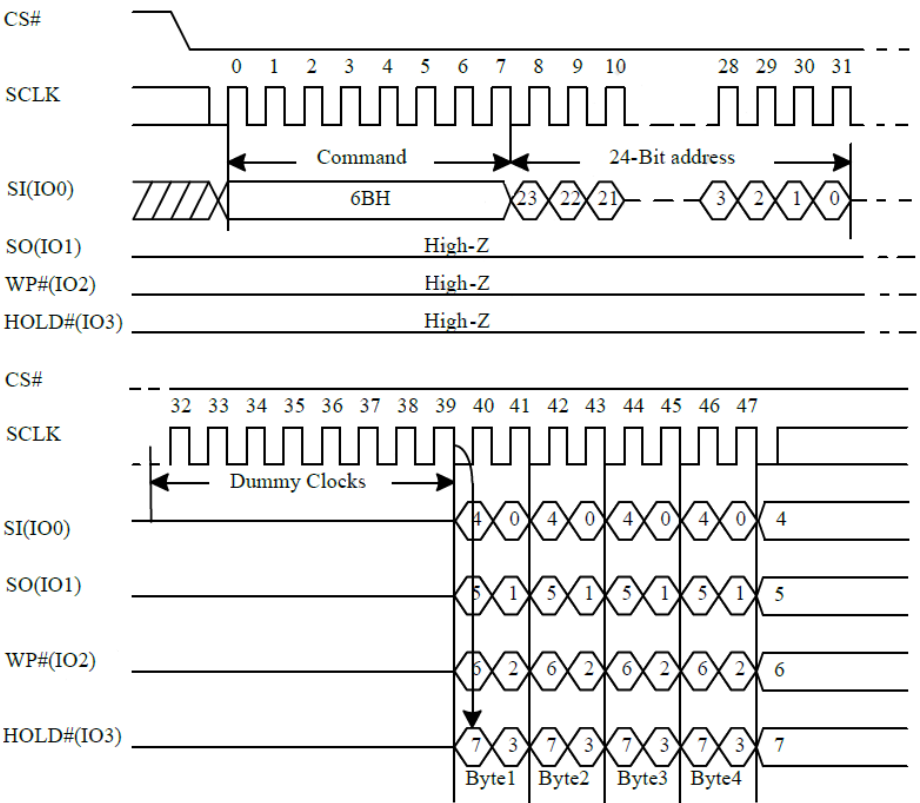 CS#
0 1 2 3 4 5 6 7 8 9 10 28 29 30 31
SCLK
Command 24-Bit address
SI(IO0) 6BH 23 22 21 3 2 1 0
SO(IO1) High-Z
WP#(IO2) High-Z
HOLD#(IO3) High-Z
CS#
32 33 34 35 36 37 38 39 40 41 42 43 44 45 46 47
SCLK
Dummy Clocks
SI(IO0) 4 0 4 0 4 0 4 0 4
SO(IO1) 5 1 5 1 5 1 5 1 5
WP#(IO2) 6 2 6 2 6 2 6 2 6
HOLD#(IO3) 7 3 7 3 7 3 7 3 7
Byte1 Byte2 Byte3 Byte4